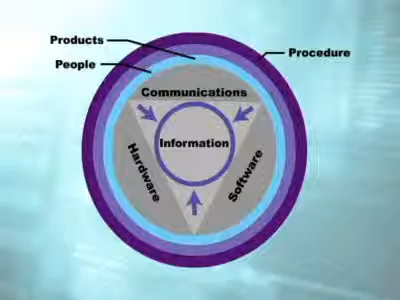 Products
Procedure
People
Communications
Information
Hardware
Software